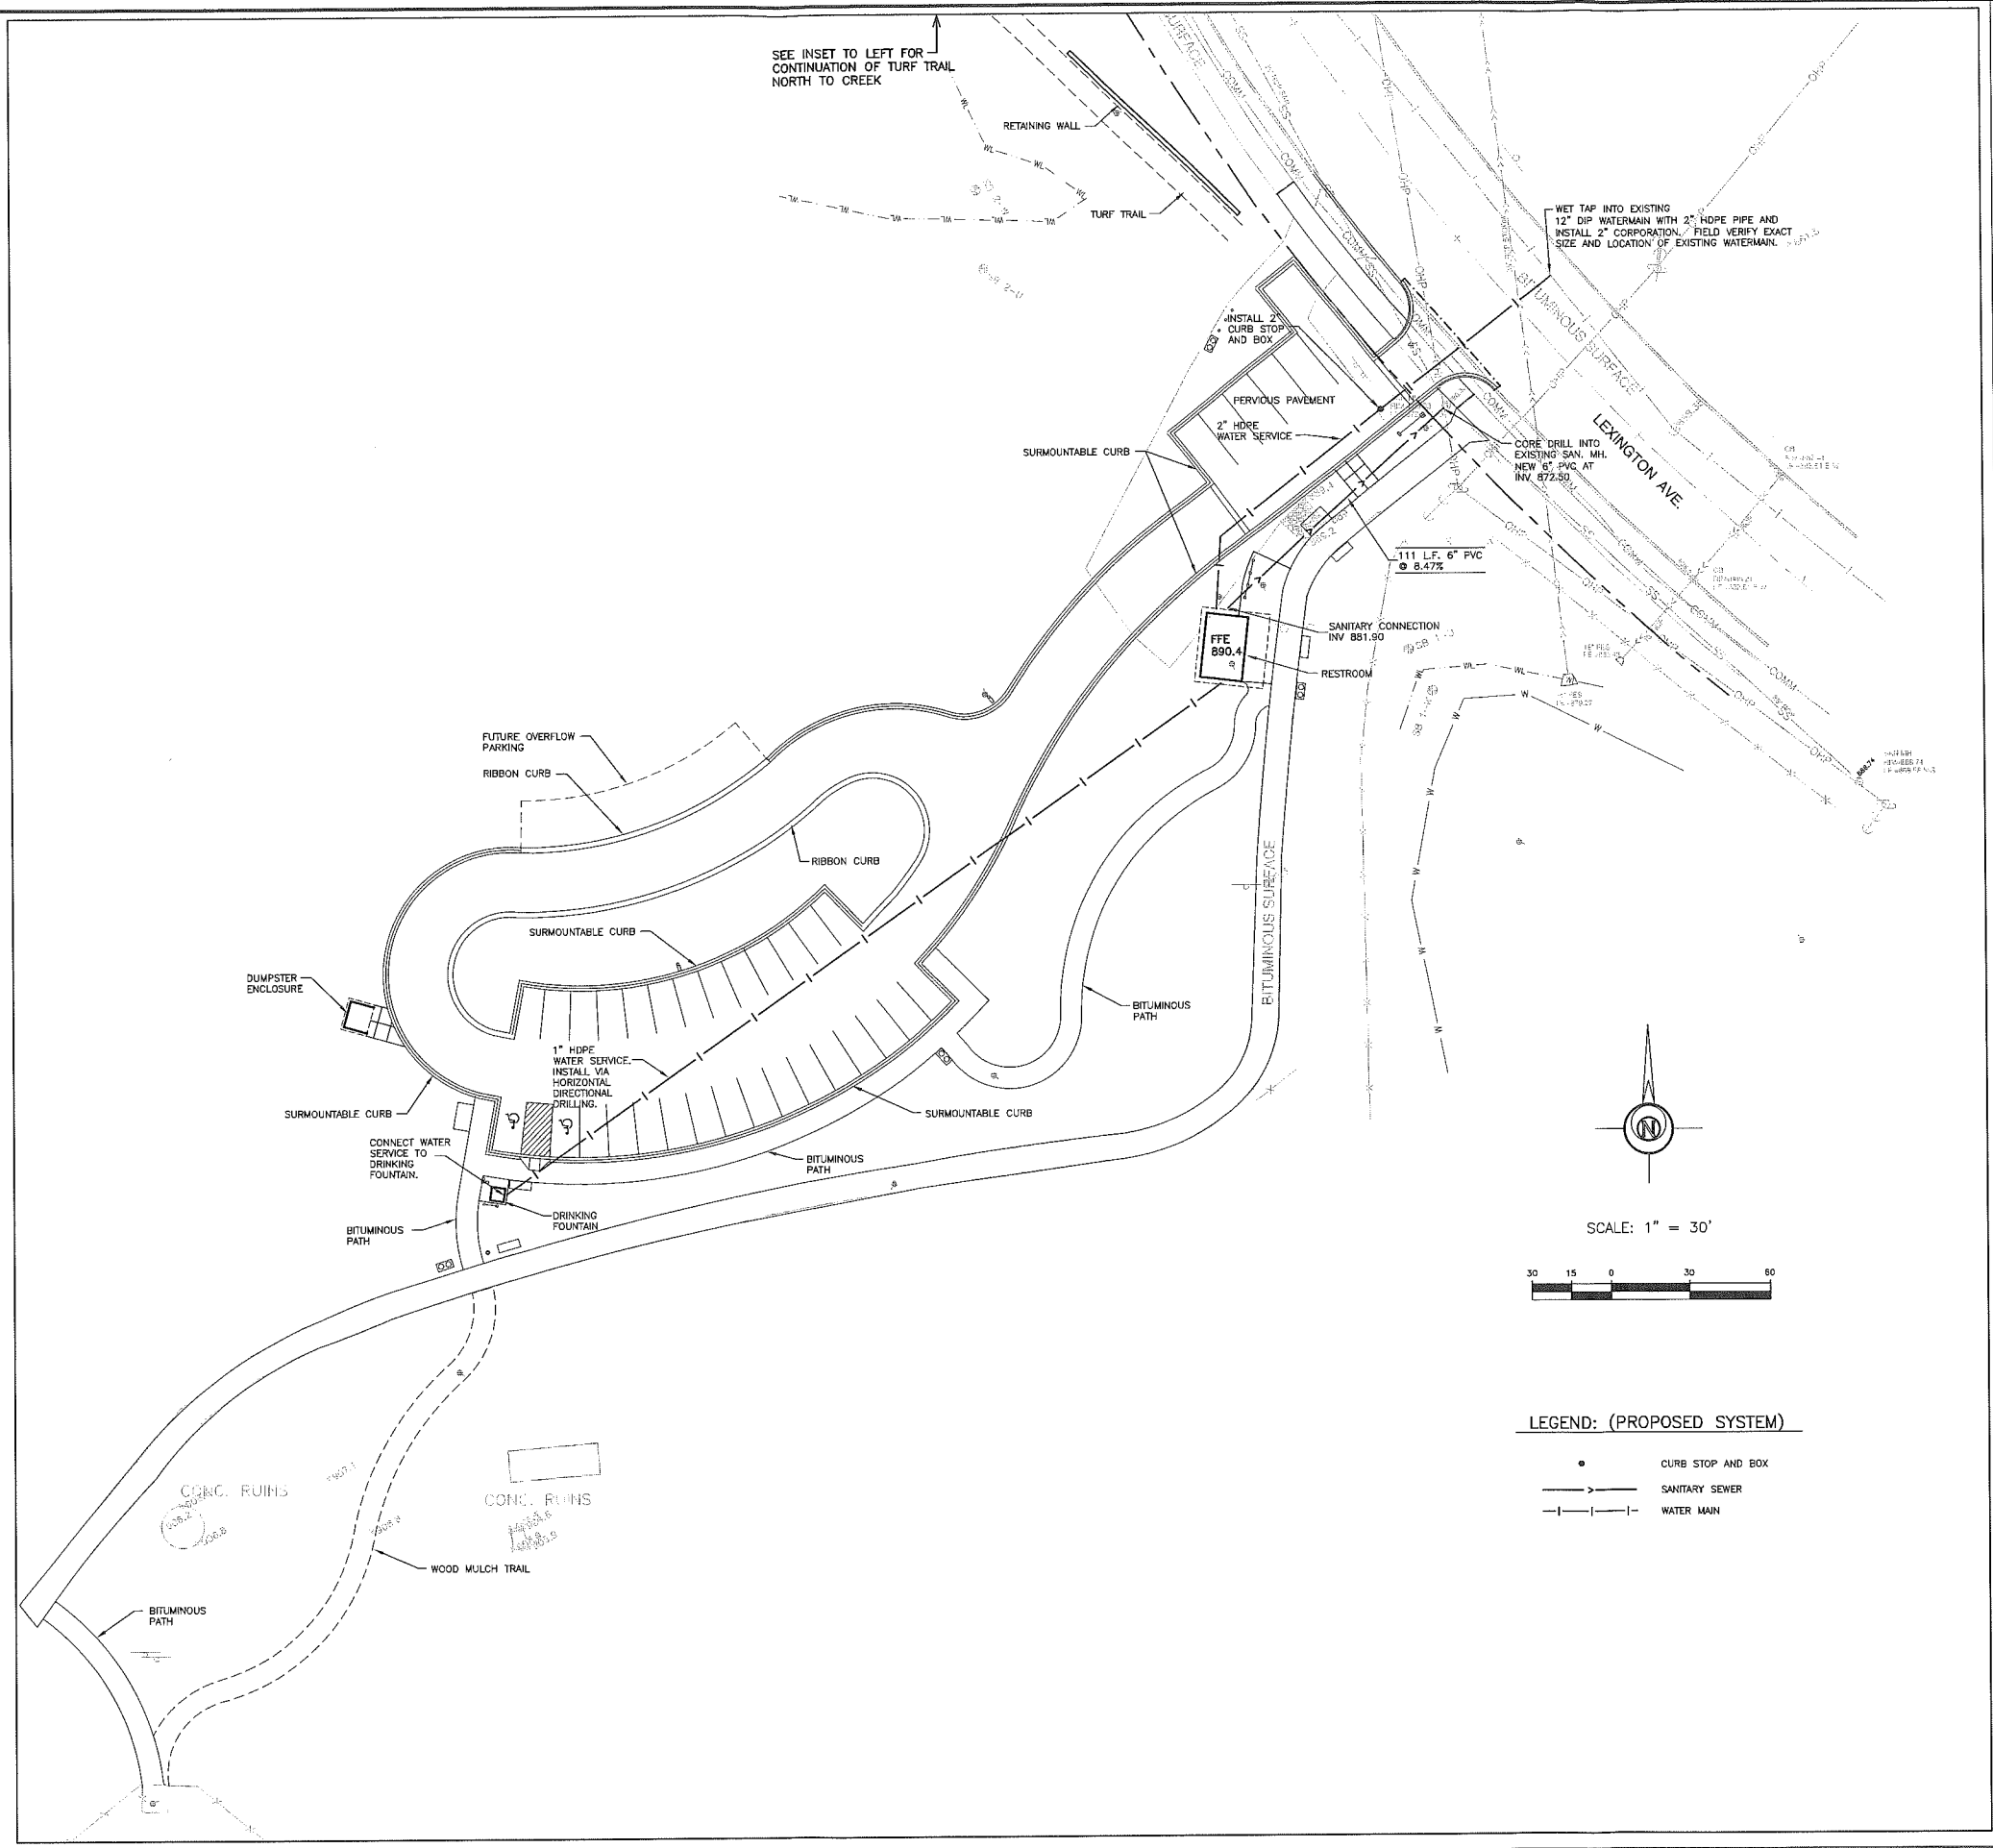 SEE INSET TO LEFT FOR
CONTINUATION OF TURF TRAIL
NORTH TO CREEK
RETAINING WALL
TURF TRAIL
WET TAP INTO EXISTING
12" DIP WATERMAIN WITH 2" HDPE PIPE AND
INSTALL 2" CORPORATION. FIELD VERIFY EXACT
SIZE AND LOCATION OF EXISTING WATERMAIN.
BITUMINOUS SURFACE
LEXINGTON AVE.
INSTALL 2"
CURB STOP
AND BOX
PERVIOUS PAVEMENT
2" HDPE
WATER SERVICE
SURMOUNTABLE CURB
CORE DRILL INTO
EXISTING SAN. MH.
NEW 6" PVC AT
INV 872.50
111 L.F. 6" PVC
@ 8.47%
SANITARY CONNECTION
INV 881.90
FFE
890.4
RESTROOM
FUTURE OVERFLOW
PARKING
RIBBON CURB
RIBBON CURB
SURMOUNTABLE CURB
DUMPSTER
ENCLOSURE
BITUMINOUS
PATH
BITUMINOUS SURFACE
1" HDPE
WATER SERVICE.
INSTALL VIA
HORIZONTAL
DIRECTIONAL
DRILLING.
SURMOUNTABLE CURB
SURMOUNTABLE CURB
CONNECT WATER
SERVICE TO
DRINKING
FOUNTAIN.
BITUMINOUS
PATH
DRINKING
FOUNTAIN
BITUMINOUS
PATH
N
SCALE: 1" = 30'
30 15 0 30 60
LEGEND: (PROPOSED SYSTEM)
CURB STOP AND BOX
SANITARY SEWER
WATER MAIN
CONC. RUINS
CONC. RUINS
WOOD MULCH TRAIL
BITUMINOUS
PATH